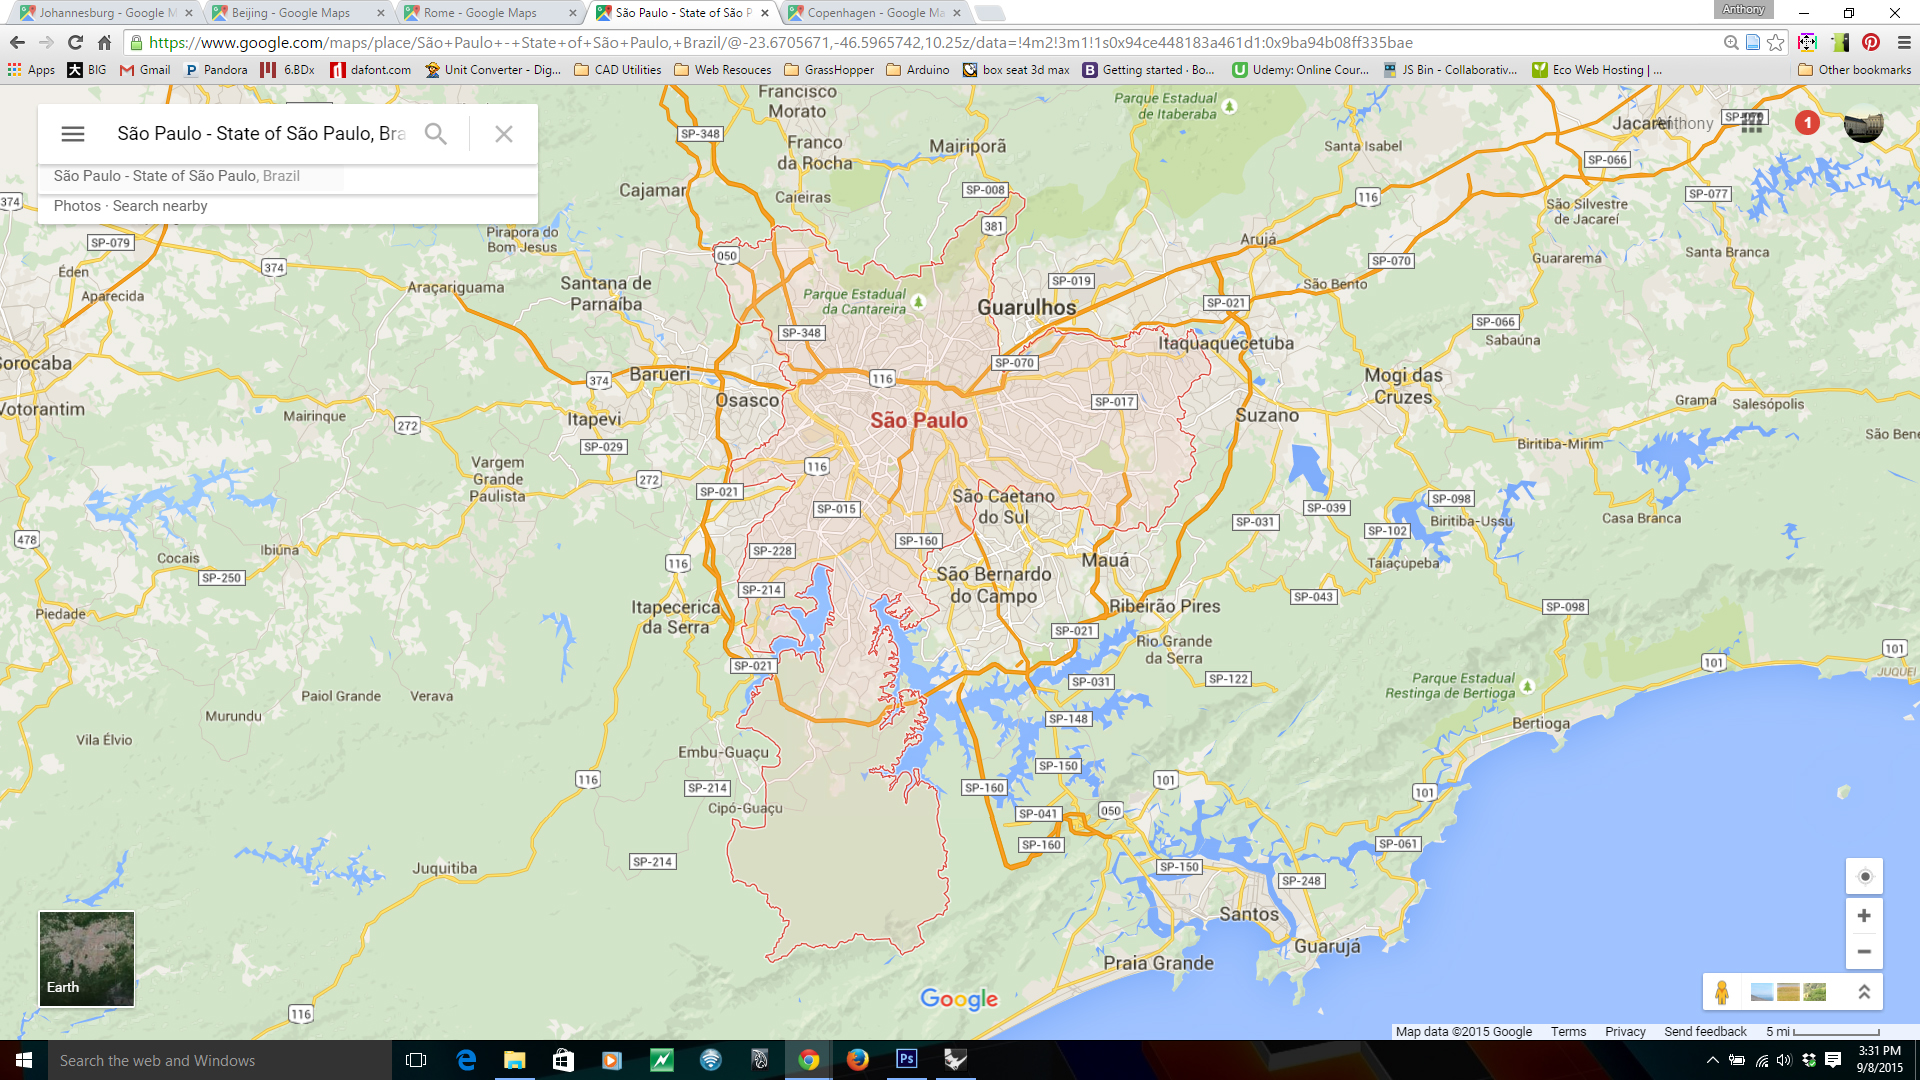 Johannesburg - Google M
Beijing - Google Maps
Rome - Google Maps
São Paulo - State of São P
Copenhagen - Google Ma
Anthony
https://www.google.com/maps/place/São+Paulo+-+State+of+São+Paulo,+Brazil/@-23.6705671,-46.5965742,10.25z/data=!4m2!3m1!1s0x94ce448183a461d1:0x9ba94b08ff335bae
Apps
BIG
Gmail
Pandora
6.BDx
dafont.com
Unit Converter - Dig...
CAD Utilities
Web Resouces
GrassHopper
Arduino
box seat 3d max
Getting started · Bo...
Udemy: Online Cour...
JS Bin - Collaborativ...
Eco Web Hosting | ...
Other bookmarks
São Paulo - State of São Paulo, Bra
São Paulo - State of São Paulo, Brazil
Photos · Search nearby
Francisco
Morato
Parque Estadual
de Itaberaba
Jacareí
Anthony
SP-070
1
SP-348
Franco
da Rocha
Mairiporã
Santa Isabel
SP-066
Cajamar
Caieiras
SP-008
116
SP-077
374
São Silvestre
de Jacareí
381
Pirapora do
Bom Jesus
SP-079
Arujá
050
374
SP-070
Santa Branca
Guararema
Éden
Aparecida
Araçariguama
Santana de
Parnaíba
SP-019
São Bento
Parque Estadual
da Cantareira
Guarulhos
SP-021
SP-066
Sabaúna
SP-348
Itaquaquecetuba
Sorocaba
SP-070
Barueri
374
116
Mogi das
Cruzes
Osasco
SP-017
Votorantim
Mairinque
272
Itapevi
São Paulo
Suzano
Grama
Salesópolis
São Bene
Biritiba-Mirim
SP-029
Vargem
Grande
Paulista
272
116
SP-021
São Caetano
do Sul
SP-098
SP-039
SP-015
SP-031
Biritiba-Ussu
SP-102
Casa Branca
478
Cocais
Ibiúna
SP-228
SP-160
116
Mauá
Taiaçupeba
SP-250
São Bernardo
do Campo
SP-214
SP-043
SP-098
Piedade
Itapecerica
da Serra
Ribeirão Pires
SP-021
Rio Grande
da Serra
101
101
JUQUEI
SP-021
SP-122
SP-031
Parque Estadual
Restinga de Bertioga
Paiol Grande
Verava
Murundu
SP-148
Bertioga
Vila Élvio
Embu-Guaçu
SP-150
116
SP-214
101
SP-160
101
Cipó-Guaçu
SP-041
050
SP-160
SP-061
SP-214
Juquitiba
SP-150
SP-248
Santos
Guarujá
Praia Grande
Earth
Google
116
Map data ©2015 Google
Terms
Privacy
Send feedback
5 mi
Search the web and Windows
Ps
3:31 PM
9/8/2015